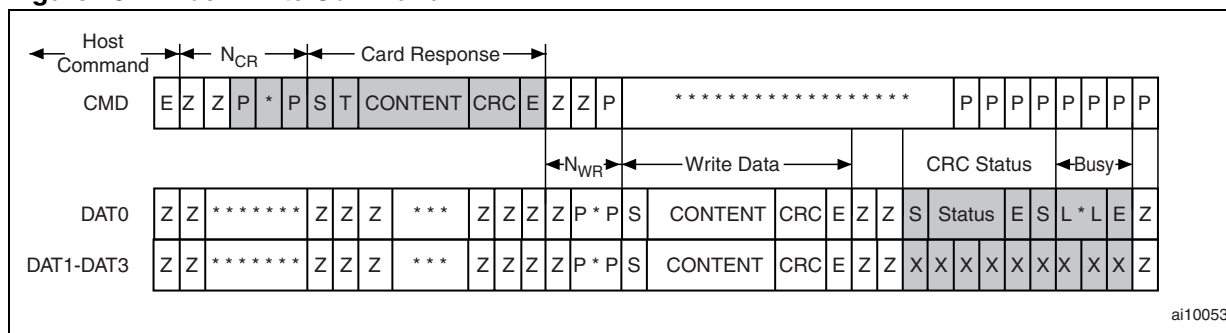 Host Command N_CR Card Response
CMD E Z Z P * P S T CONTENT CRC E Z Z P * * * * * * * * * * * * * * * * * * P P P P P P P P
N_WR Write Data CRC Status Busy
DAT0 Z Z * * * * * * * Z Z Z * * * Z Z Z Z P * P S CONTENT CRC E Z Z S Status E S L * L E Z
DAT1-DAT3 Z Z * * * * * * * Z Z Z * * * Z Z Z Z P * P S CONTENT CRC E Z Z X X X X X X X X X Z
ai10053